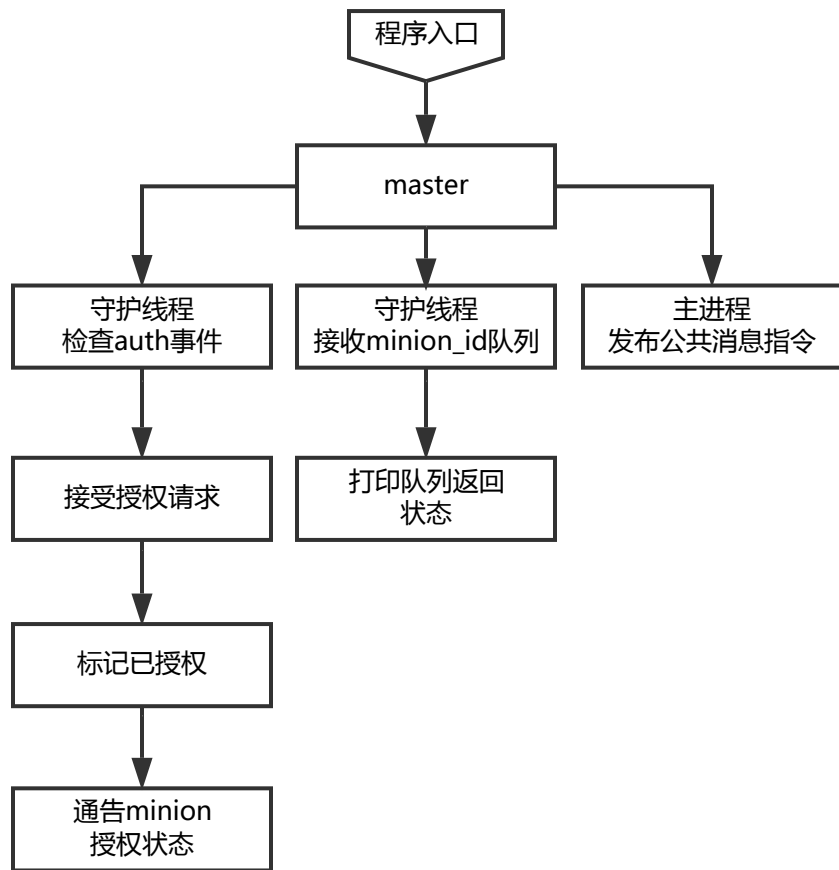 程序入口
master
守护线程
检查auth事件
守护线程
接收minion_id队列
主进程
发布公共消息指令
接受授权请求
打印队列返回
状态
标记已授权
通告minion
授权状态